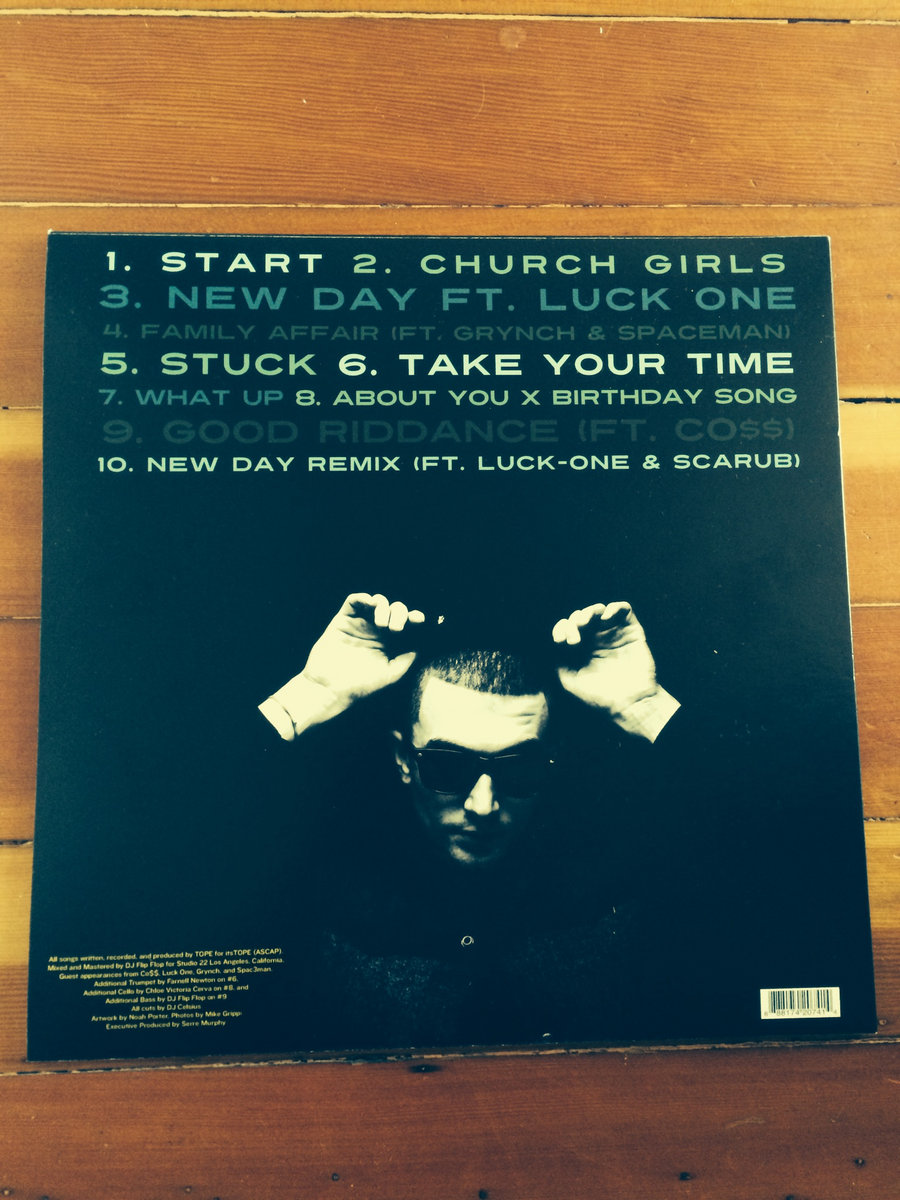 1. START 2. CHURCH GIRLS
3. NEW DAY FT. LUCK ONE
4. FAMILY AFFAIR (FT. GRYNCH & SPACEMAN)
5. STUCK 6. TAKE YOUR TIME
7. WHAT UP 8. ABOUT YOU X BIRTHDAY SONG
9. GOOD RIDDANCE (FT. CO$$)
10. NEW DAY REMIX (FT. LUCK-ONE & SCARUB)
All songs written, recorded, and produced by TOPE for itsTOPE (ASCAP).
Mixed and Mastered by DJ Flip Flop for Studio 22 Los Angeles, California.
Guest appearances from Co$$, Luck One, Grynch, and Spac3man.
Additional Trumpet by Farnell Newton on #6,
Additional Cello by Chloe Victoria Cerva on #8, and
Additional Bass by DJ Flip Flop on #9
All cuts by DJ Celsius
Artwork by Noah Porter, Photos by Mike Grippi
Executive Produced by Serre Murphy
8 88174 20741 4